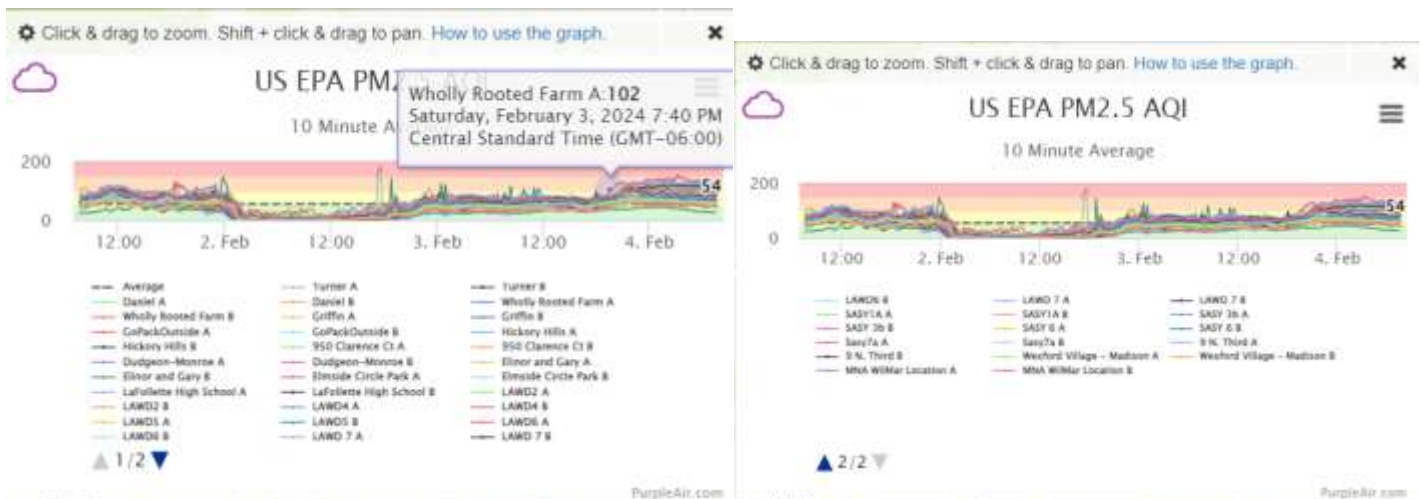 Click & drag to zoom. Shift + click & drag to pan. How to use the graph.
US EPA PM2.5 AQI
10 Minute A
Wholly Rooted Farm A:102
Saturday, February 3, 2024 7:40 PM
Central Standard Time (GMT-06:00)
200
54
0
12:00 2. Feb 12:00 3. Feb 12:00 4. Feb
Average Turner A Turner B
Daniel A Daniel B Wholly Rooted Farm A
Wholly Rooted Farm B Griffin A Griffin B
GoPackOutside A GoPackOutside B Hickory Hills A
Hickory Hills B 950 Clarence Ct A 950 Clarence Ct B
Dudgeon-Monroe A Dudgeon-Monroe B Elinor and Gary A
Elinor and Gary B Elmside Circle Park A Elmside Circle Park B
LaFollette High School A LaFollette High School B LAWD2 A
LAWD2 B LAWD4 A LAWD4 B
LAWD5 A LAWD5 B LAWD6 A
LAWD6 B LAWD 7 A LAWD 7 B
1/2
PurpleAir.com
Click & drag to zoom. Shift + click & drag to pan. How to use the graph.
US EPA PM2.5 AQI
10 Minute Average
200
54
0
12:00 2. Feb 12:00 3. Feb 12:00 4. Feb
LAWD6 B LAWD 7 A LAWD 7 B
SASY1A A SASY1A B SASY 3b A
SASY 3b B SASY 6 A SASY 6 B
Sasy7a A Sasy7a B 9 N. Third A
9 N. Third B Wexford Village - Madison A Wexford Village - Madison B
MNA WilMar Location A MNA WilMar Location B
2/2
PurpleAir.com